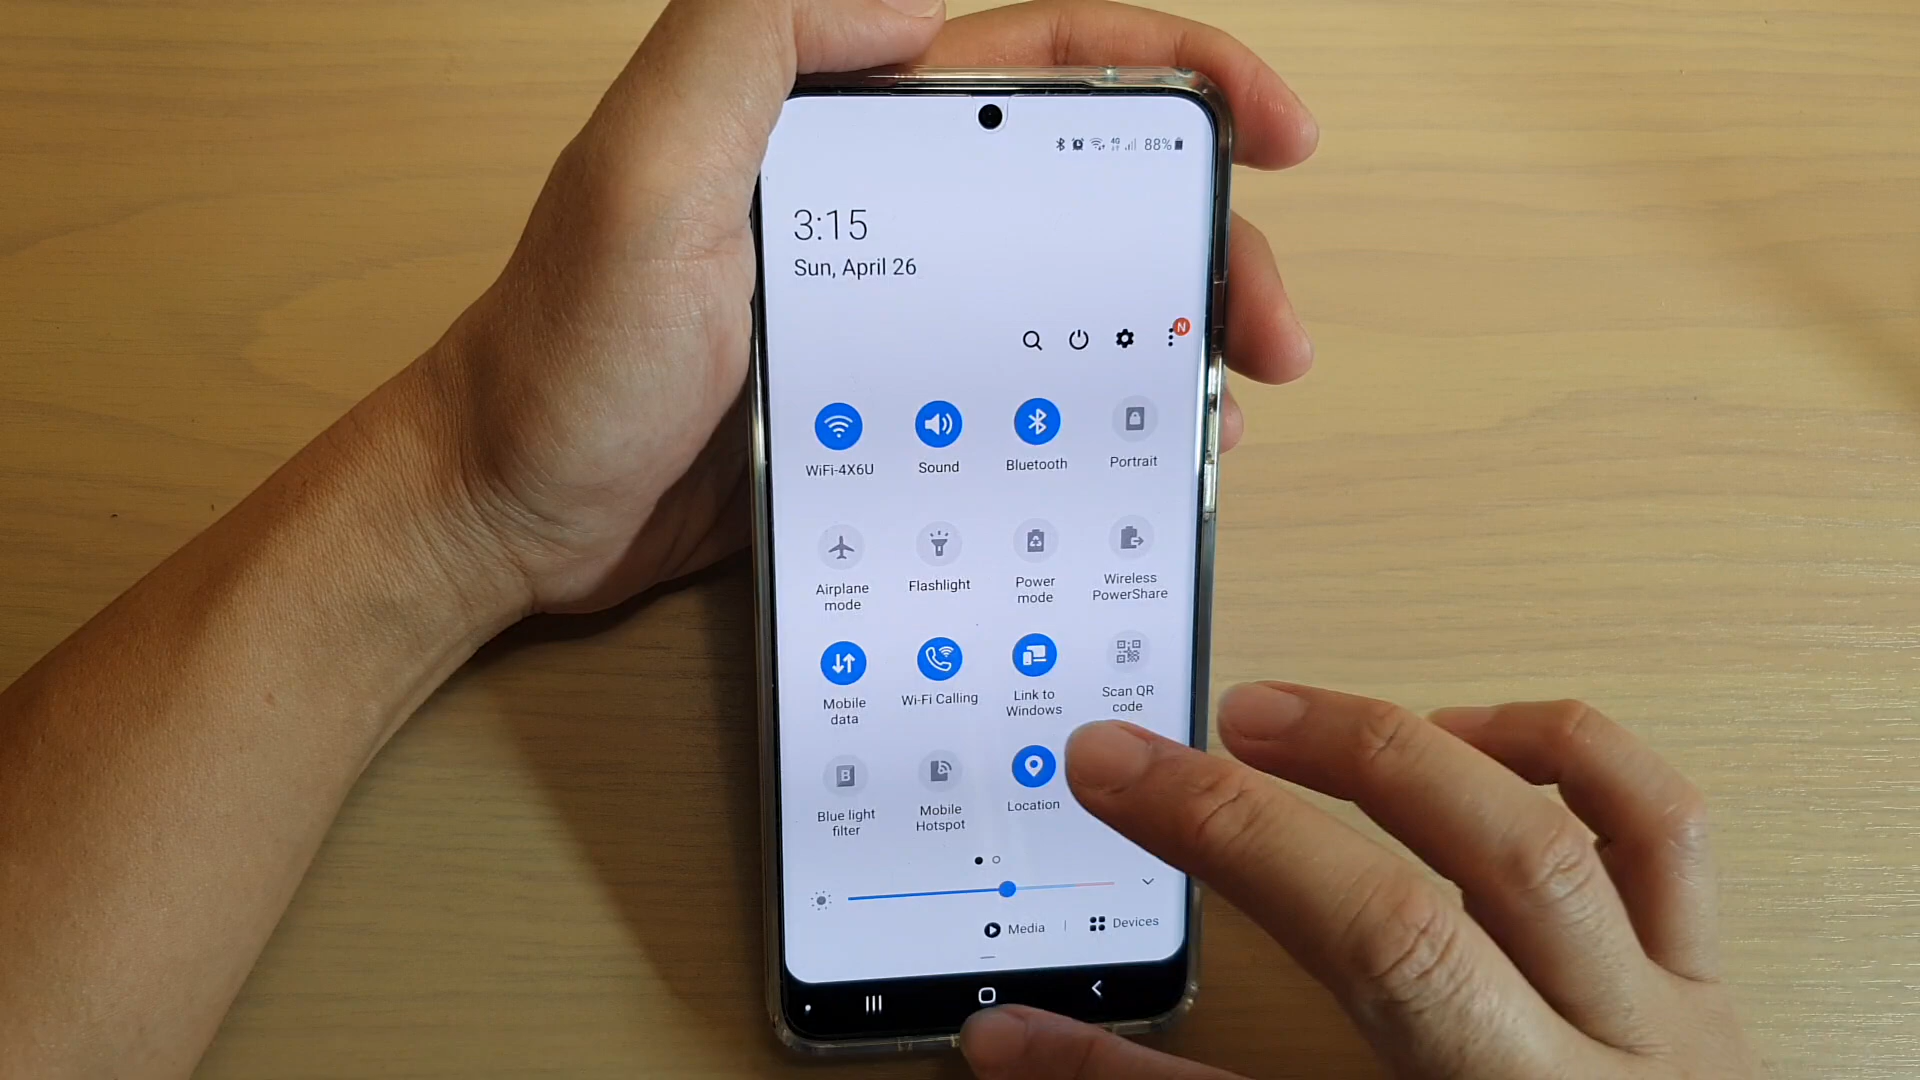 4G 88%
3:15
Sun, April 26
N
WiFi-4X6U Sound Bluetooth Portrait
Airplane mode Flashlight Power mode Wireless PowerShare
Mobile data Wi-Fi Calling Link to Windows Scan QR code
B
Blue light filter Mobile Hotspot Location
Media | Devices